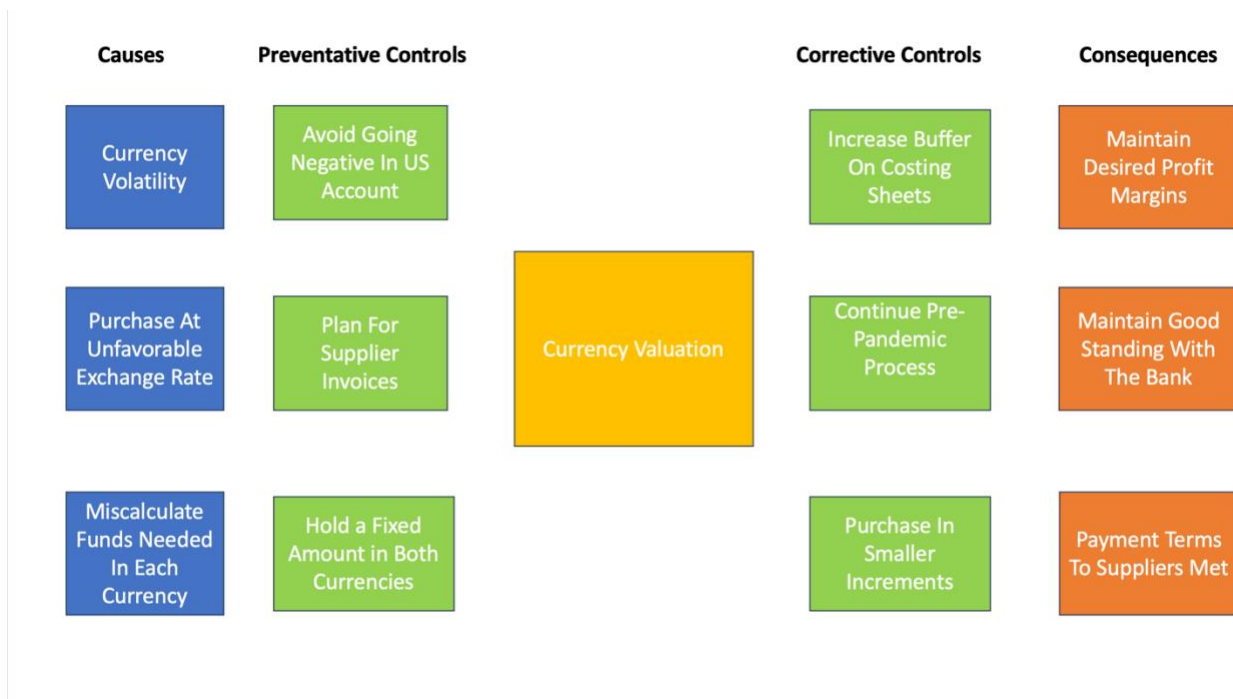 Causes
Preventative Controls
Corrective Controls
Consequences
Currency
Volatility
Avoid Going
Negative In US
Account
Increase Buffer
On Costing
Sheets
Maintain
Desired Profit
Margins
Purchase At
Unfavorable
Exchange Rate
Plan For
Supplier
Invoices
Currency Valuation
Continue Pre-
Pandemic
Process
Maintain Good
Standing With
The Bank
Miscalculate
Funds Needed
In Each
Currency
Hold a Fixed
Amount in Both
Currencies
Purchase In
Smaller
Increments
Payment Terms
To Suppliers Met